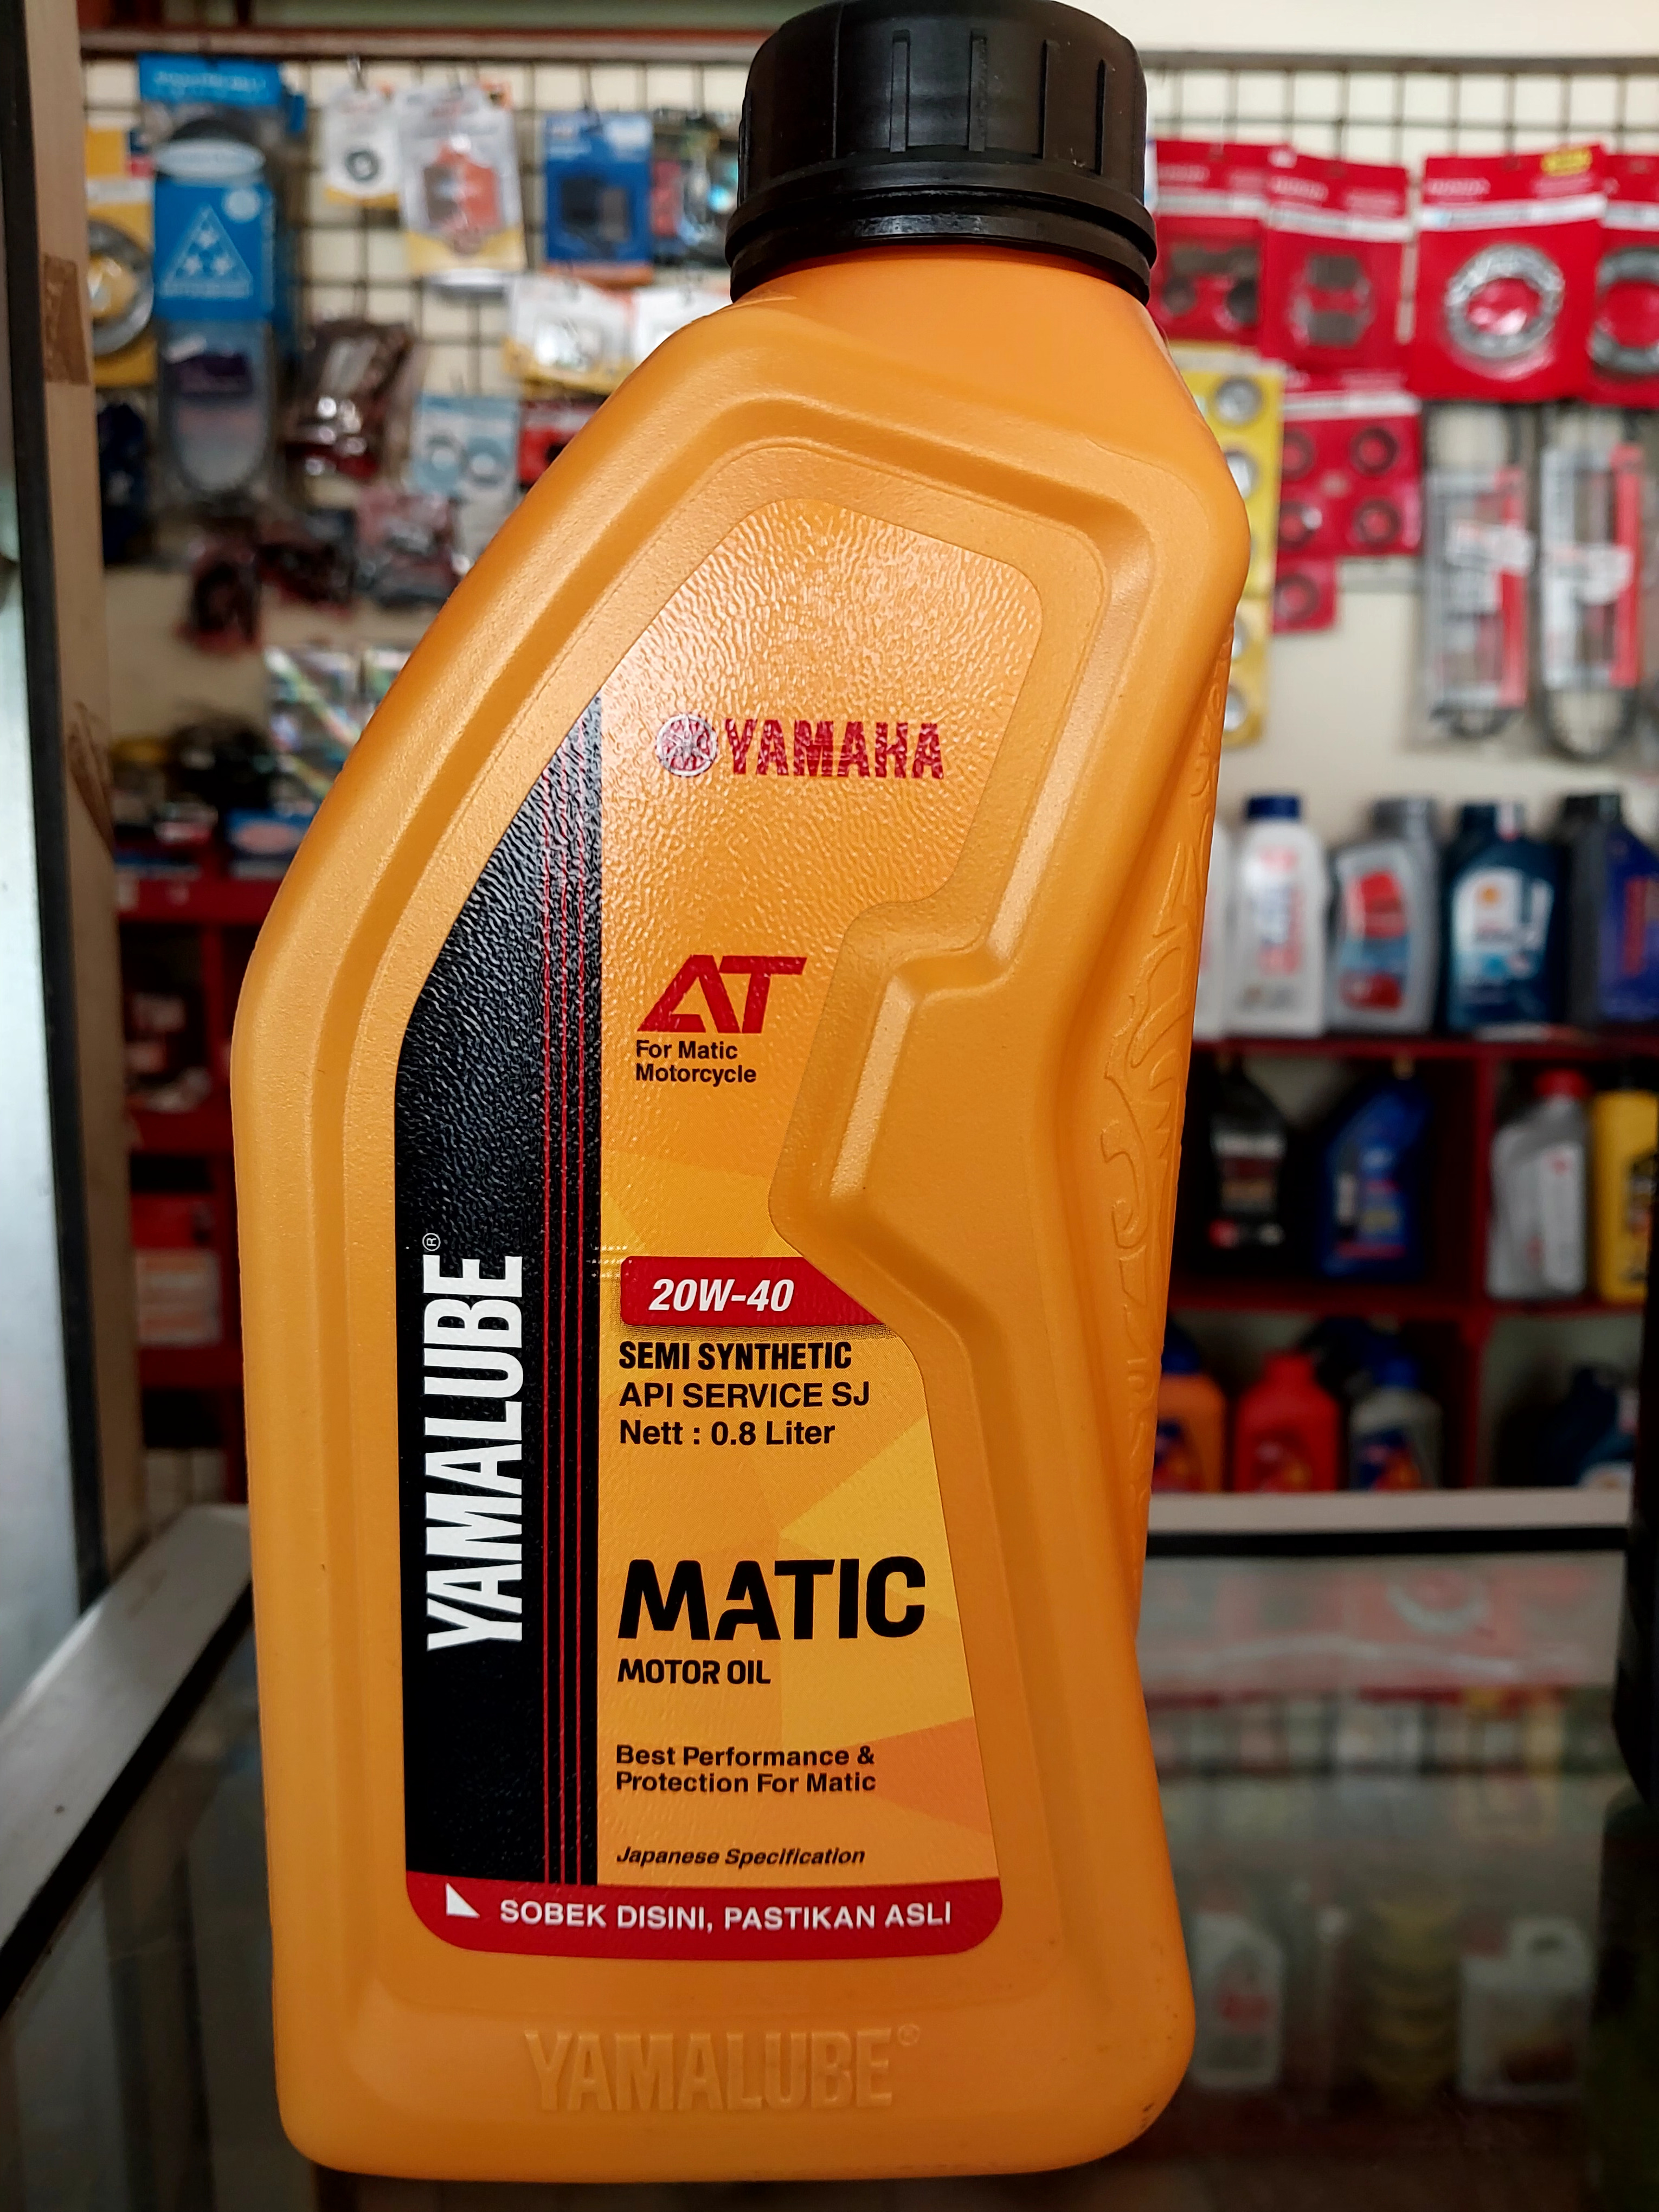 YAMAHA
AT
For Matic
Motorcycle
YAMALUBE®
20W-40
SEMI SYNTHETIC
API SERVICE SJ
Nett : 0.8 Liter
MATIC
MOTOR OIL
Best Performance &
Protection For Matic
Japanese Specification
SOBEK DISINI, PASTIKAN ASLI
YAMALUBE®